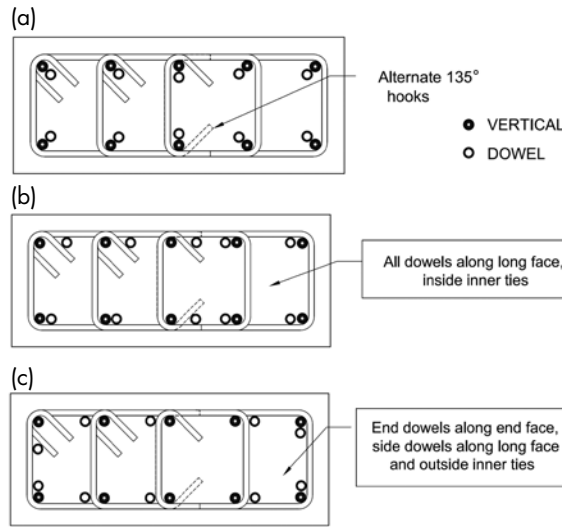 (a)
Alternate 135°
hooks
VERTICAL
DOWEL
(b)
All dowels along long face,
inside inner ties
(c)
End dowels along end face,
side dowels along long face
and outside inner ties